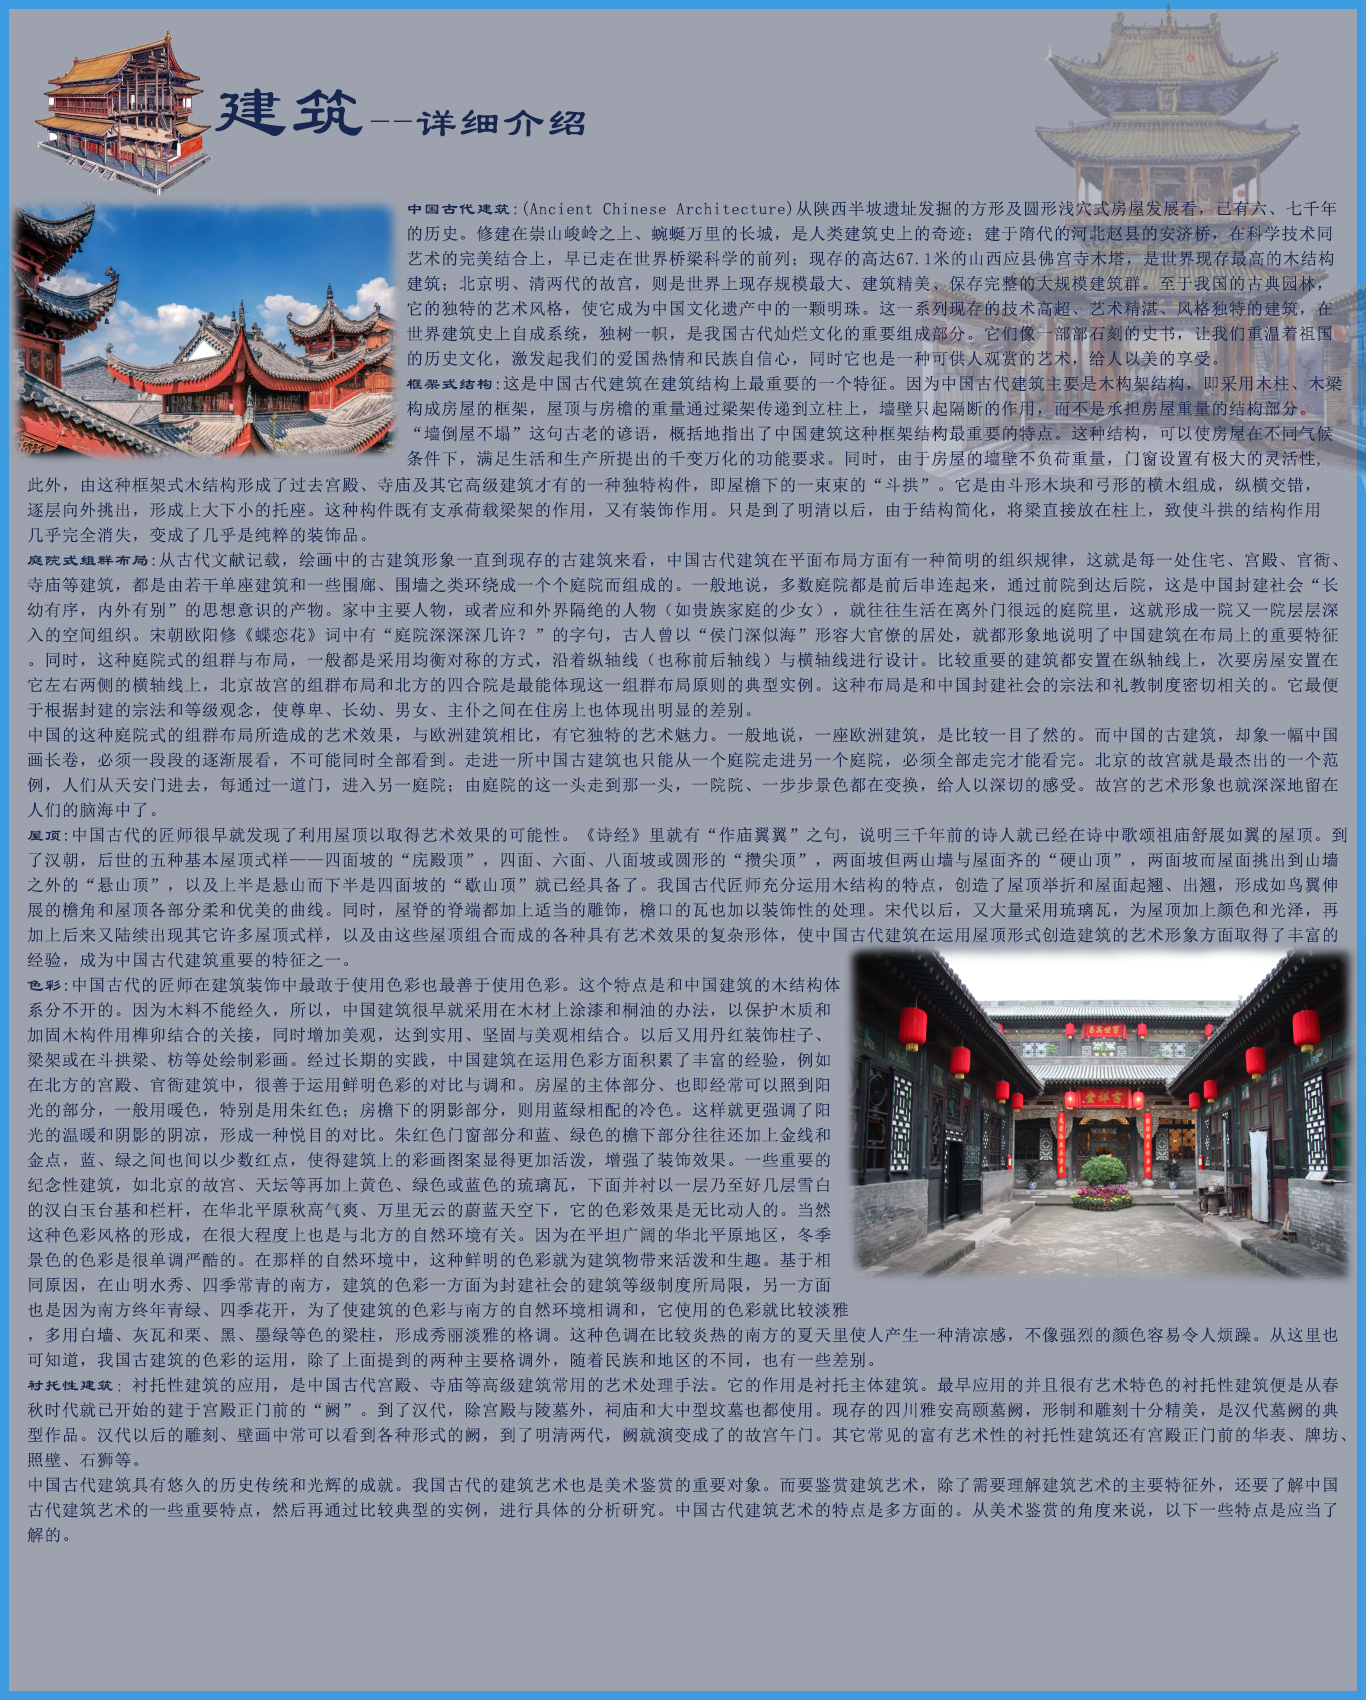 建筑--详细介绍
中国古代建筑:(Ancient Chinese Architecture)从陕西半坡遗址发掘的方形及圆形浅穴式房屋发展看，已有六、七千年
的历史。修建在崇山峻岭之上、蜿蜒万里的长城，是人类建筑史上的奇迹；建于隋代的河北赵县的安济桥，在科学技术同
艺术的完美结合上，早已走在世界桥梁科学的前列；现存的高达67.1米的山西应县佛宫寺木塔，是世界现存最高的木结构
建筑；北京明、清两代的故宫，则是世界上现存规模最大、建筑精美、保存完整的大规模建筑群。至于我国的古典园林，
它的独特的艺术风格，使它成为中国文化遗产中的一颗明珠。这一系列现存的技术高超、艺术精湛、风格独特的建筑，在
世界建筑史上自成系统，独树一帜，是我国古代灿烂文化的重要组成部分。它们像一部部石刻的史书，让我们重温着祖国
的历史文化，激发起我们的爱国热情和民族自信心，同时它也是一种可供人观赏的艺术，给人以美的享受。
框架式结构:这是中国古代建筑在建筑结构上最重要的一个特征。因为中国古代建筑主要是木构架结构，即采用木柱、木梁
构成房屋的框架，屋顶与房檐的重量通过梁架传递到立柱上，墙壁只起隔断的作用，而不是承担房屋重量的结构部分。
“墙倒屋不塌”这句古老的谚语，概括地指出了中国建筑这种框架结构最重要的特点。这种结构，可以使房屋在不同气候
条件下，满足生活和生产所提出的千变万化的功能要求。同时，由于房屋的墙壁不负荷重量，门窗设置有极大的灵活性，
此外，由这种框架式木结构形成了过去宫殿、寺庙及其它高级建筑才有的一种独特构件，即屋檐下的一束束的“斗拱”。它是由斗形木块和弓形的横木组成，纵横交错，
逐层向外挑出，形成上大下小的托座。这种构件既有支承荷载梁架的作用，又有装饰作用。只是到了明清以后，由于结构简化，将梁直接放在柱上，致使斗拱的结构作用
几乎完全消失，变成了几乎是纯粹的装饰品。
庭院式组群布局:从古代文献记载，绘画中的古建筑形象一直到现存的古建筑来看，中国古代建筑在平面布局方面有一种简明的组织规律，这就是每一处住宅、宫殿、官衙、
寺庙等建筑，都是由若干单座建筑和一些围廊、围墙之类环绕成一个个庭院而组成的。一般地说，多数庭院都是前后串连起来，通过前院到达后院，这是中国封建社会“长
幼有序，内外有别”的思想意识的产物。家中主要人物，或者应和外界隔绝的人物（如贵族家庭的少女），就往往生活在离外门很远的庭院里，这就形成一院又一院层层深
入的空间组织。宋朝欧阳修《蝶恋花》词中有“庭院深深深几许？”的字句，古人曾以“侯门深似海”形容大官僚的居处，就都形象地说明了中国建筑在布局上的重要特征
。同时，这种庭院式的组群与布局，一般都是采用均衡对称的方式，沿着纵轴线（也称前后轴线）与横轴线进行设计。比较重要的建筑都安置在纵轴线上，次要房屋安置在
它左右两侧的横轴线上，北京故宫的组群布局和北方的四合院是最能体现这一组群布局原则的典型实例。这种布局是和中国封建社会的宗法和礼教制度密切相关的。它最便
于根据封建的宗法和等级观念，使尊卑、长幼、男女、主仆之间在住房上也体现出明显的差别。
中国的这种庭院式的组群布局所造成的艺术效果，与欧洲建筑相比，有它独特的艺术魅力。一般地说，一座欧洲建筑，是比较一目了然的。而中国的古建筑，却象一幅中国
画长卷，必须一段段的逐渐展看，不可能同时全部看到。走进一所中国古建筑也只能从一个庭院走进另一个庭院，必须全部走完才能看完。北京的故宫就是最杰出的一个范
例，人们从天安门进去，每通过一道门，进入另一庭院；由庭院的这一头走到那一头，一院院、一步步景色都在变换，给人以深切的感受。故宫的艺术形象也就深深地留在
人们的脑海中了。
屋顶:中国古代的匠师很早就发现了利用屋顶以取得艺术效果的可能性。《诗经》里就有“作庙翼翼”之句，说明三千年前的诗人就已经在诗中歌颂祖庙舒展如翼的屋顶。到
了汉朝，后世的五种基本屋顶式样——四面坡的“庑殿顶”，四面、六面、八面坡或圆形的“攒尖顶”，两面坡但两山墙与屋面齐的“硬山顶”，两面坡而屋面挑出到山墙
之外的“悬山顶”，以及上半是悬山而下半是四面坡的“歇山顶”就已经具备了。我国古代匠师充分运用木结构的特点，创造了屋顶举折和屋面起翘、出翘，形成如鸟翼伸
展的檐角和屋顶各部分柔和优美的曲线。同时，屋脊的脊端都加上适当的雕饰，檐口的瓦也加以装饰性的处理。宋代以后，又大量采用琉璃瓦，为屋顶加上颜色和光泽，再
加上后来又陆续出现其它许多屋顶式样，以及由这些屋顶组合而成的各种具有艺术效果的复杂形体，使中国古代建筑在运用屋顶形式创造建筑的艺术形象方面取得了丰富的
经验，成为中国古代建筑重要的特征之一。
色彩:中国古代的匠师在建筑装饰中最敢于使用色彩也最善于使用色彩。这个特点是和中国建筑的木结构体
系分不开的。因为木料不能经久，所以，中国建筑很早就采用在木材上涂漆和桐油的办法，以保护木质和
加固木构件用榫卯结合的关接，同时增加美观，达到实用、坚固与美观相结合。以后又用丹红装饰柱子、
梁架或在斗拱梁、枋等处绘制彩画。经过长期的实践，中国建筑在运用色彩方面积累了丰富的经验，例如
在北方的宫殿、官衙建筑中，很善于运用鲜明色彩的对比与调和。房屋的主体部分、也即经常可以照到阳
光的部分，一般用暖色，特别是用朱红色；房檐下的阴影部分，则用蓝绿相配的冷色。这样就更强调了阳
光的温暖和阴影的阴凉，形成一种悦目的对比。朱红色门窗部分和蓝、绿色的檐下部分往往还加上金线和
金点，蓝、绿之间也间以少数红点，使得建筑上的彩画图案显得更加活泼，增强了装饰效果。一些重要的
纪念性建筑，如北京的故宫、天坛等再加上黄色、绿色或蓝色的琉璃瓦，下面并衬以一层乃至好几层雪白
的汉白玉台基和栏杆，在华北平原秋高气爽、万里无云的蔚蓝天空下，它的色彩效果是无比动人的。当然
这种色彩风格的形成，在很大程度上也是与北方的自然环境有关。因为在平坦广阔的华北平原地区，冬季
景色的色彩是很单调严酷的。在那样的自然环境中，这种鲜明的色彩就为建筑物带来活泼和生趣。基于相
同原因，在山明水秀、四季常青的南方，建筑的色彩一方面为封建社会的建筑等级制度所局限，另一方面
也是因为南方终年青绿、四季花开，为了使建筑的色彩与南方的自然环境相调和，它使用的色彩就比较淡雅
，多用白墙、灰瓦和栗、黑、墨绿等色的梁柱，形成秀丽淡雅的格调。这种色调在比较炎热的南方的夏天里使人产生一种清凉感，不像强烈的颜色容易令人烦躁。从这里也
可知道，我国古建筑的色彩的运用，除了上面提到的两种主要格调外，随着民族和地区的不同，也有一些差别。
衬托性建筑: 衬托性建筑的应用，是中国古代宫殿、寺庙等高级建筑常用的艺术处理手法。它的作用是衬托主体建筑。最早应用的并且很有艺术特色的衬托性建筑便是从春
秋时代就已开始的建于宫殿正门前的“阙”。到了汉代，除宫殿与陵墓外，祠庙和大中型坟墓也都使用。现存的四川雅安高颐墓阙，形制和雕刻十分精美，是汉代墓阙的典
型作品。汉代以后的雕刻、壁画中常可以看到各种形式的阙，到了明清两代，阙就演变成了的故宫午门。其它常见的富有艺术性的衬托性建筑还有宫殿正门前的华表、牌坊、
照壁、石狮等。
中国古代建筑具有悠久的历史传统和光辉的成就。我国古代的建筑艺术也是美术鉴赏的重要对象。而要鉴赏建筑艺术，除了需要理解建筑艺术的主要特征外，还要了解中国
古代建筑艺术的一些重要特点，然后再通过比较典型的实例，进行具体的分析研究。中国古代建筑艺术的特点是多方面的。从美术鉴赏的角度来说，以下一些特点是应当了
解的。